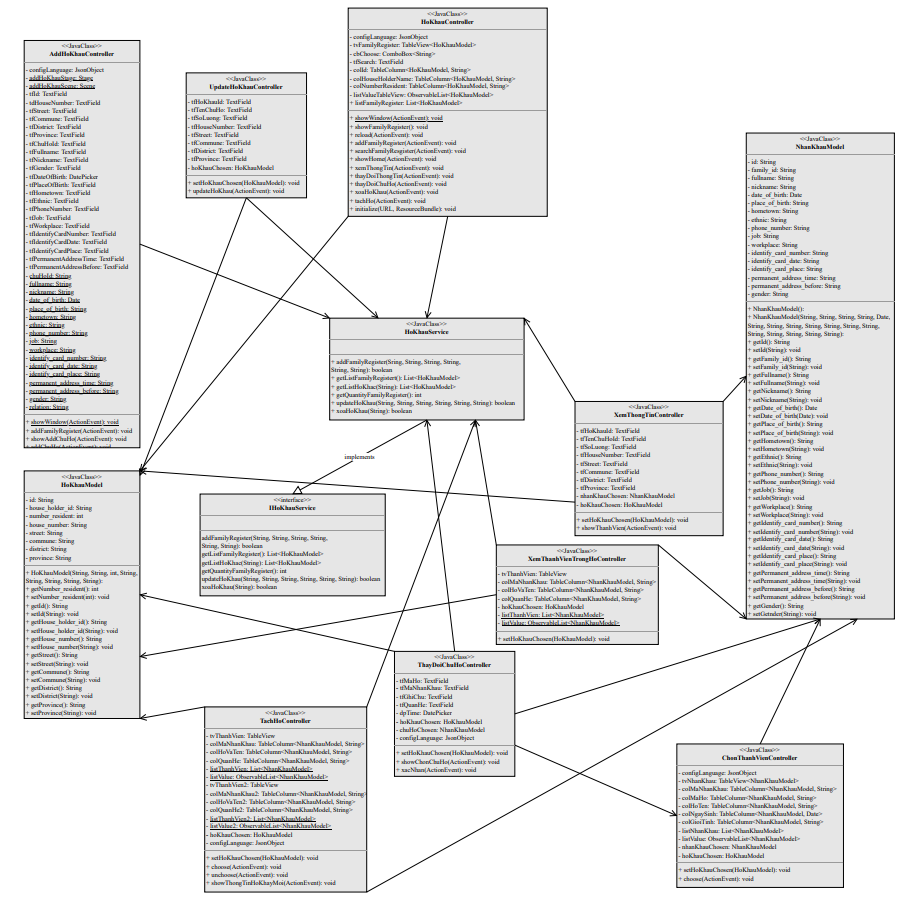 <<JavaClass>>
AddHoKhauController
- configLanguage: JsonObject
- addHoKhauStage: Stage
- addHoKhauScene: Scene
- tfId: TextField
- tdHouseNumber: TextField
- tfStreet: TextField
- tfCommune: TextField
- tfDistrict: TextField
- tfProvince: TextField
- tfChuHoId: TextField
- tfFullname: TextField
- tfNickname: TextField
- tfGender: TextField
- tfDateOfBirth: DatePicker
- tfPlaceOfBirth: TextField
- tfHometown: TextField
- tfEthnic: TextField
- tfPhoneNumber: TextField
- tfJob: TextField
- tfWorkplace: TextField
- tfIdentifyCardNumber: TextField
- tfIdentifyCardDate: TextField
- tfIdentifyCardPlace: TextField
- tfPermanentAddressTime: TextField
- tfPermanentAddressBefore: TextField
- chuHoId: String
- fullname: String
- nickname: String
- date_of_birth: Date
- place_of_birth: String
- hometown: String
- ethnic: String
- phone_number: String
- job: String
- workplace: String
- identify_card_number: String
- identify_card_date: String
- identify_card_place: String
- permanent_address_time: String
- permanent_address_before: String
- gender: String
- relation: String
+ showWindow(ActionEvent): void
+ addFamilyRegister(ActionEvent): void
+ showAddChuHo(ActionEvent): void
<<JavaClass>>
UpdateHoKhauController
- tfHoKhauId: TextField
- tfTenChuHo: TextField
- tfSoLuong: TextField
- tfHouseNumber: TextField
- tfStreet: TextField
- tfCommune: TextField
- tfDistrict: TextField
- tfProvince: TextField
- hoKhauChosen: HoKhauModel
+ setHoKhauChosen(HoKhauModel): void
+ updateHoKhau(ActionEvent): void
<<JavaClass>>
HoKhauController
- configLanguage: JsonObject
- tvFamilyRegister: TableView<HoKhauModel>
- cbChoose: ComboBox<String>
- tfSearch: TextField
- colId: TableColumn<HoKhauModel, String>
- colHouseHolderName: TableColumn<HoKhauModel, String>
- colNumberResident: TableColumn<HoKhauModel, String>
- listValueTableView: ObservableList<HoKhauModel>
+ listFamilyRegister: List<HoKhauModel>
+ showWindow(ActionEvent): void
+ showFamilyRegister(): void
+ reload(ActionEvent): void
+ addFamilyRegister(ActionEvent): void
+ searchFamilyResgister(ActionEvent): void
+ showHome(ActionEvent): void
+ xemThongTin(ActionEvent): void
+ thayDoiThongTin(ActionEvent): void
+ thayDoiChuHo(ActionEvent): void
+ xoaHoKhau(ActionEvent): void
+ tachHo(ActionEvent): void
+ initialize(URL, ResourceBundle): void
<<JavaClass>>
NhanKhauModel
- id: String
- family_id: String
- fullname: String
- nickname: String
- date_of_birth: Date
- place_of_birth: String
- hometown: String
- ethnic: String
- phone_number: String
- job: String
- workplace: String
- identify_card_number: String
- identify_card_date: String
- identify_card_place: String
- permanent_address_time: String
- permanent_address_before: String
- gender: String
+ NhanKhauModel():
+ NhanKhauModel(String, String, String, String, Date,
String, String, String, String, String, String, String,
String, String, String, String, String):
+ getId(): String
+ setId(String): void
+ getFamily_id(): String
+ setFamily_id(String): void
+ getFullname(): String
+ setFullname(String): void
+ getNickname(): String
+ setNickname(String): void
+ getDate_of_birth(): Date
+ setDate_of_birth(Date): void
+ getPlace_of_birth(): String
+ setPlace_of_birth(String): void
+ getHometown(): String
+ setHometown(String): void
+ getEthnic(): String
+ setEthnic(String): void
+ getPhone_number(): String
+ setPhone_number(String): void
+ getJob(): String
+ setJob(String): void
+ getWorkplace(): String
+ setWorkplace(String): void
+ getIdentify_card_number(): String
+ setIdentify_card_number(String): void
+ getIdentify_card_date(): String
+ setIdentify_card_date(String): void
+ getIdentify_card_place(): String
+ setIdentify_card_place(String): void
+ getPermanent_address_time(): String
+ setPermanent_address_time(String): void
+ getPermanent_address_before(): String
+ setPermanent_address_before(String): void
+ getGender(): String
+ setGender(String): void
<<JavaClass>>
HoKhauService
+ addFamilyRegister(Sring, String, String, String,
String, String): boolean
+ getListFamilyRegister(): List<HoKhauModel>
+ getListHoKhac(String): List<HoKhauModel>
+ getQuantityFamilyRegister(): int
+ updateHoKhau(String, String, String, String, String, String): boolean
+ xoaHoKhau(String): boolean
implements
<<interface>>
IHoKhauService
addFamilyRegister(String, String, String, String,
String, String): boolean
getListFamilyRegister(): List<HoKhauModel>
getListHoKhac(String): List<HoKhauModel>
getQuantityFamilyRegister(): int
updateHoKhau(String, String, String, String, String, String): boolean
xoaHoKhau(String): boolean
<<JavaClass>>
XemThongTinController
- tfHoKhauId: TextField
- tfTenChuHoId: TextField
- tfSoLuong: TextField
- tfHouseNumber: TextField
- tfStreet: TextField
- tfCommune: TextField
- tfDistrict: TextField
- tfProvince: TextField
- nhanKhauChosen: NhanKhauModel
- hoKhauChosen: HoKhauModel
+ setHoKhauChosen(HoKhauModel): void
+ showThanhVien(ActionEvent): void
<<JavaClass>>
HoKhauModel
- id: String
- house_holder_id: String
- number_resident: int
- house_number: String
- street: String
- commune: String
- district: String
- province: String
+ HoKhauModel(String, String, int, String,
String, String, String, String):
+ getNumber_resident(): int
+ setNumber_resident(int): void
+ getId(): String
+ setId(String): void
+ getHouse_holder_id(): String
+ setHouse_holder_id(String): void
+ getHouse_number(): String
+ setHouse_number(String): void
+ getStreet(): String
+ setStreet(String): void
+ getCommune(): String
+ setCommune(String): void
+ getDistrict(): String
+ setDistrict(String): void
+ getProvince(): String
+ setProvince(String): void
<<JavaClass>>
XemThanhVienTrongHoController
- tvThanhVien: TableView
- colMaNhanKhau: TableColumn<NhanKhauModel, String>
- colHoVaTen: TableColumn<NhanKhauModel, String>
- colQuanHe: TableColumn<NhanKhauModel, String>
- hoKhauChosen: HoKhauModel
- listThanhVien: List<NhanKhauModel>
- listValue: ObservableList<NhanKhauModel>
+ setHoKhauChosen(HoKhauModel): void
<<JavaClass>>
ThayDoiChuHoController
- tfMaHo: TextField
- tfMaNhanKhau: TextField
- tfGhiChu: TextField
- tfQuanHe: TextField
- dpTime: DatePicker
- hoKhauChosen: HoKhauModel
- chuHoChosen: NhanKhauModel
- configLanguage: JsonObject
+ setHoKhauChosen(HoKhauModel): void
+ showChonChuHo(ActionEvent): void
+ xacNhan(ActionEvent): void
<<JavaClass>>
TachHoController
- tvThanhVien: TableView
- colMaNhanKhau: TableColumn<NhanKhauModel, String>
- colHoVaTen: TableColumn<NhanKhauModel, String>
- colQuanHe: TableColumn<NhanKhauModel, String>
- listThanhVien: List<NhanKhauModel>
- listValue: ObservableList<NhanKhauModel>
- tvThanhVien2: TableView
- colMaNhanKhau2: TableColumn<NhanKhauModel, String>
- colHoVaTen2: TableColumn<NhanKhauModel, String>
- colQuanHe2: TableColumn<NhanKhauModel, String>
- listThanhVien2: List<NhanKhauModel>
- listValue2: ObservableList<NhanKhauModel>
- hoKhauChosen: HoKhauModel
- configLanguage: JsonObject
+ setHoKhauChosen(HoKhauModel): void
+ choose(ActionEvent): void
+ unchoose(ActionEvent): void
+ showThongTinHoKhayMoi(ActionEvent): void
<<JavaClass>>
ChonThanhVienController
- configLanguage: JsonObject
- tvNhanKhau: TableView<NhanKhauModel>
- colMaNhanKhau: TableColumn<NhanKhauModel, String>
- colMaHo: TableColumn<NhanKhauModel, String>
- colHoTen: TableColumn<NhanKhauModel, String>
- colNgaySinh: TableColumn<NhanKhauModel, Date>
- colGioiTinh: TableColumn<NhanKhauModel, String>
- listNhanKhau: List<NhanKhauModel>
- listValue: ObservableList<NhanKhauModel>
- nhanKhauChosen: NhanKhauModel
- hoKhauChosen: HoKhauModel
+ setHoKhauChosen(HoKhauModel): void
+ choose(ActionEvent): void